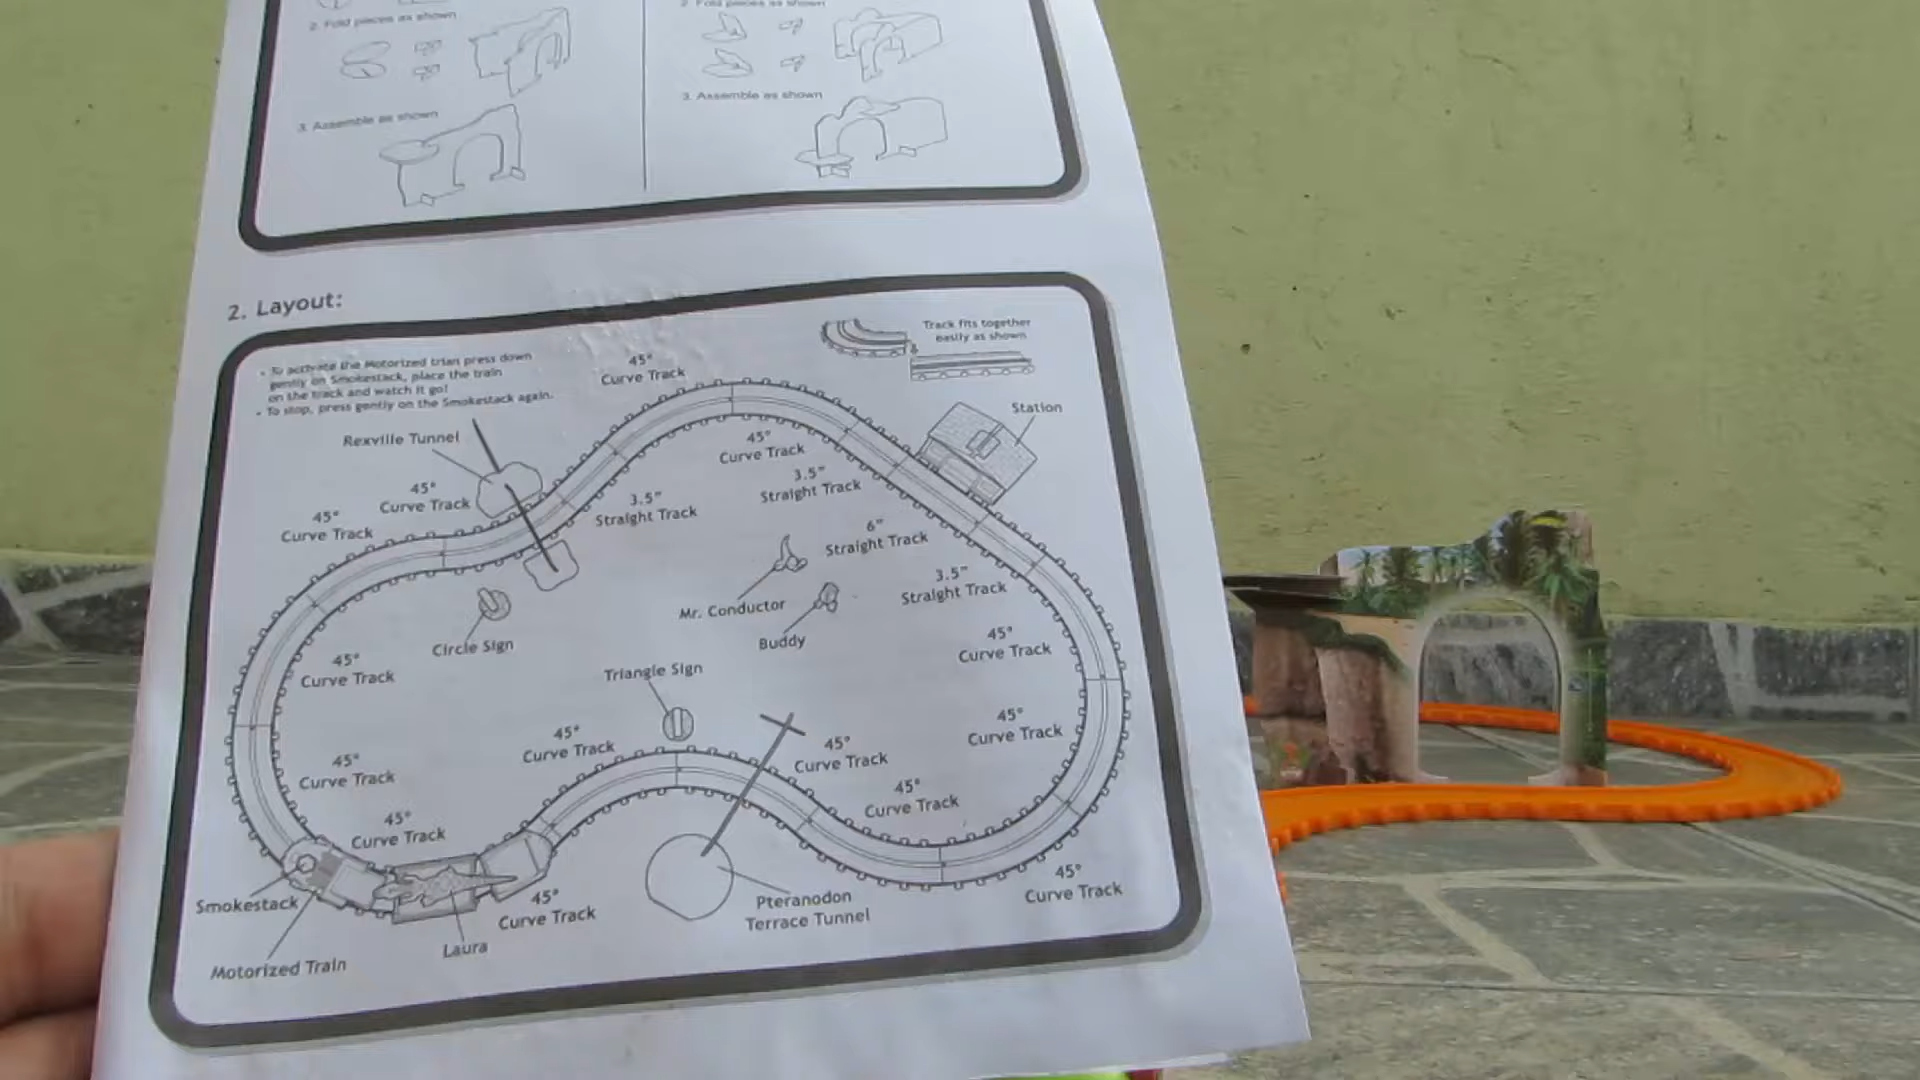 2. Fold pieces as shown
2. Fold pieces as shown
3. Assemble as shown
3. Assemble as shown
2. Layout:
• To activate the Motorized trian press down
gently on Smokestack, place the train
on the track and watch it go!
• To stop, press gently on the Smokestack again.
Track fits together
easily as shown
45°
Curve Track
Station
Rexville Tunnel
45°
Curve Track
45°
Curve Track
45°
Curve Track
3.5"
Straight Track
3.5"
Straight Track
6"
Straight Track
3.5"
Straight Track
Mr. Conductor
Buddy
Circle Sign
Triangle Sign
45°
Curve Track
45°
Curve Track
45°
Curve Track
45°
Curve Track
45°
Curve Track
45°
Curve Track
45°
Curve Track
45°
Curve Track
45°
Curve Track
45°
Curve Track
Smokestack
Motorized Train
Laura
Pteranodon
Terrace Tunnel